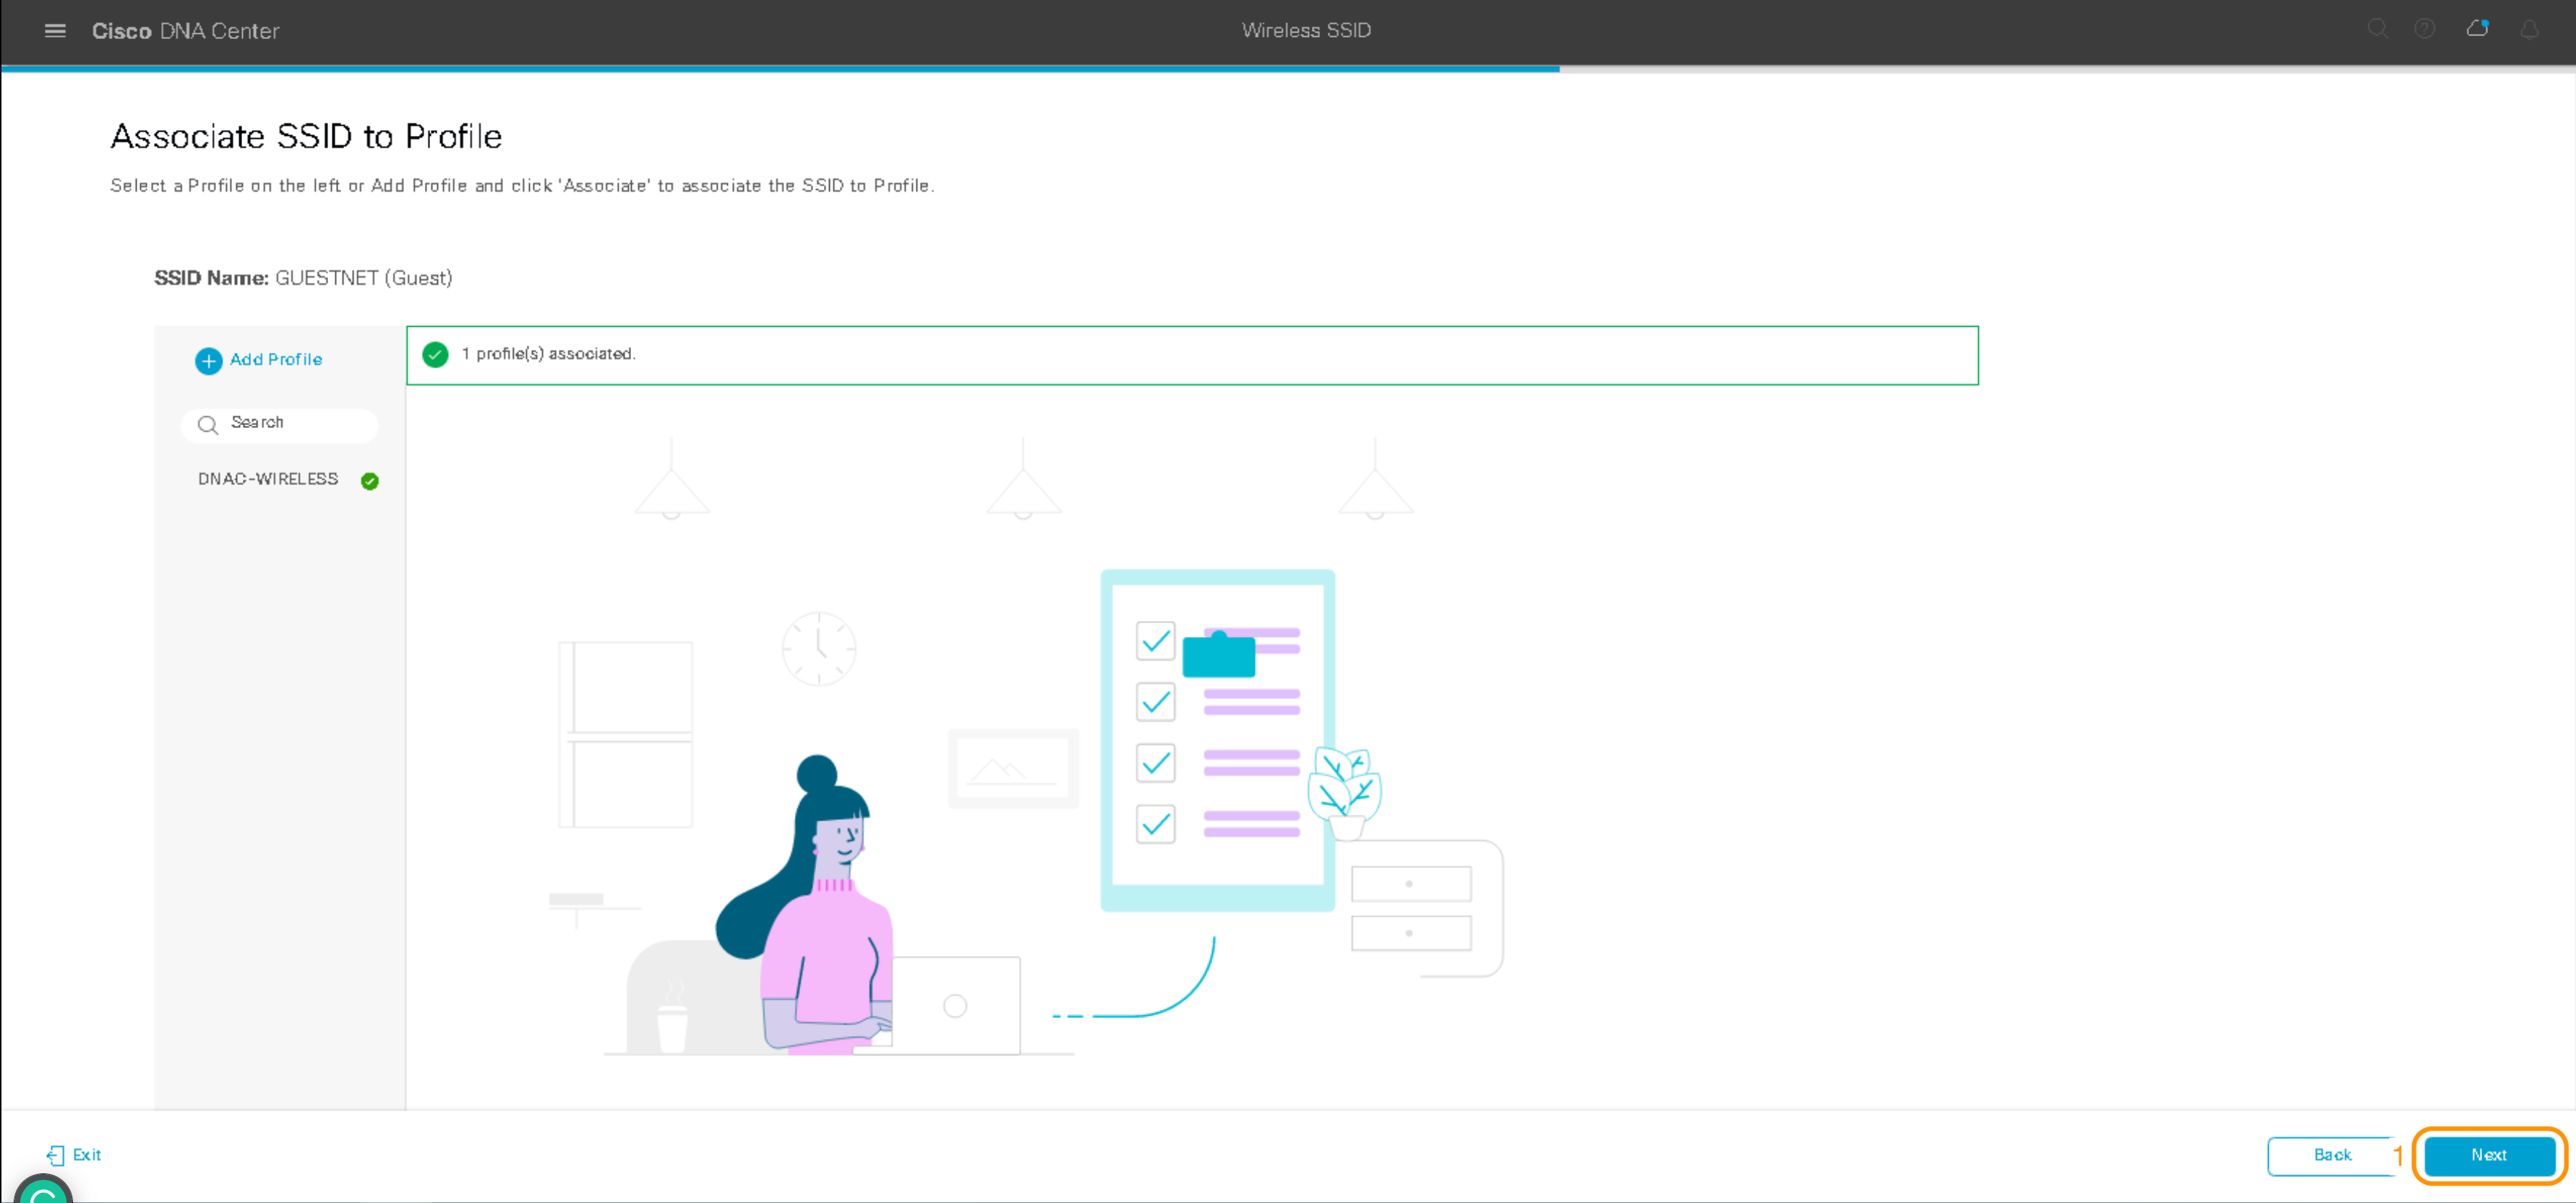 Cisco DNA Center
Wireless SSID
Associate SSID to Profile
Select a Profile on the left or Add Profile and click 'Associate' to associate the SSID to Profile.
SSID Name: GUESTNET (Guest)
Add Profile
1 profile(s) associated.
Search
DNAC-WIRELESS
Exit
Back
1
Next